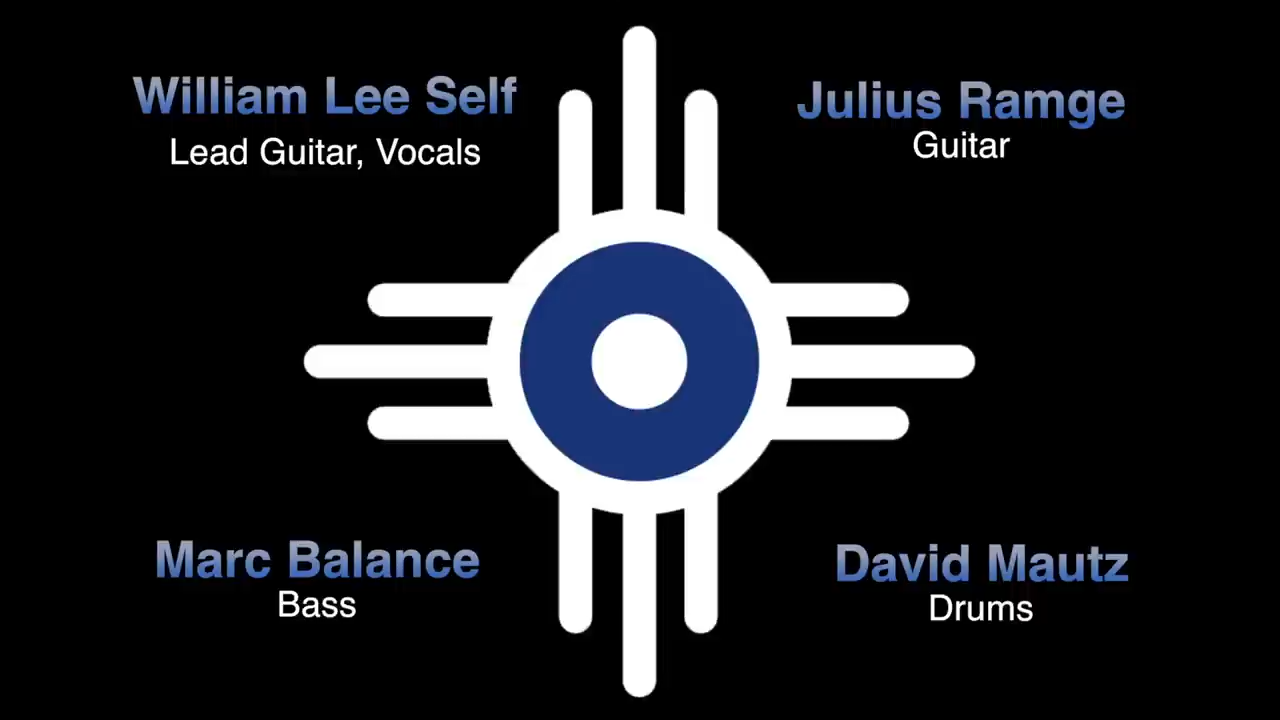 William Lee Self
Lead Guitar, Vocals
Julius Ramge
Guitar
Marc Balance
Bass
David Mautz
Drums